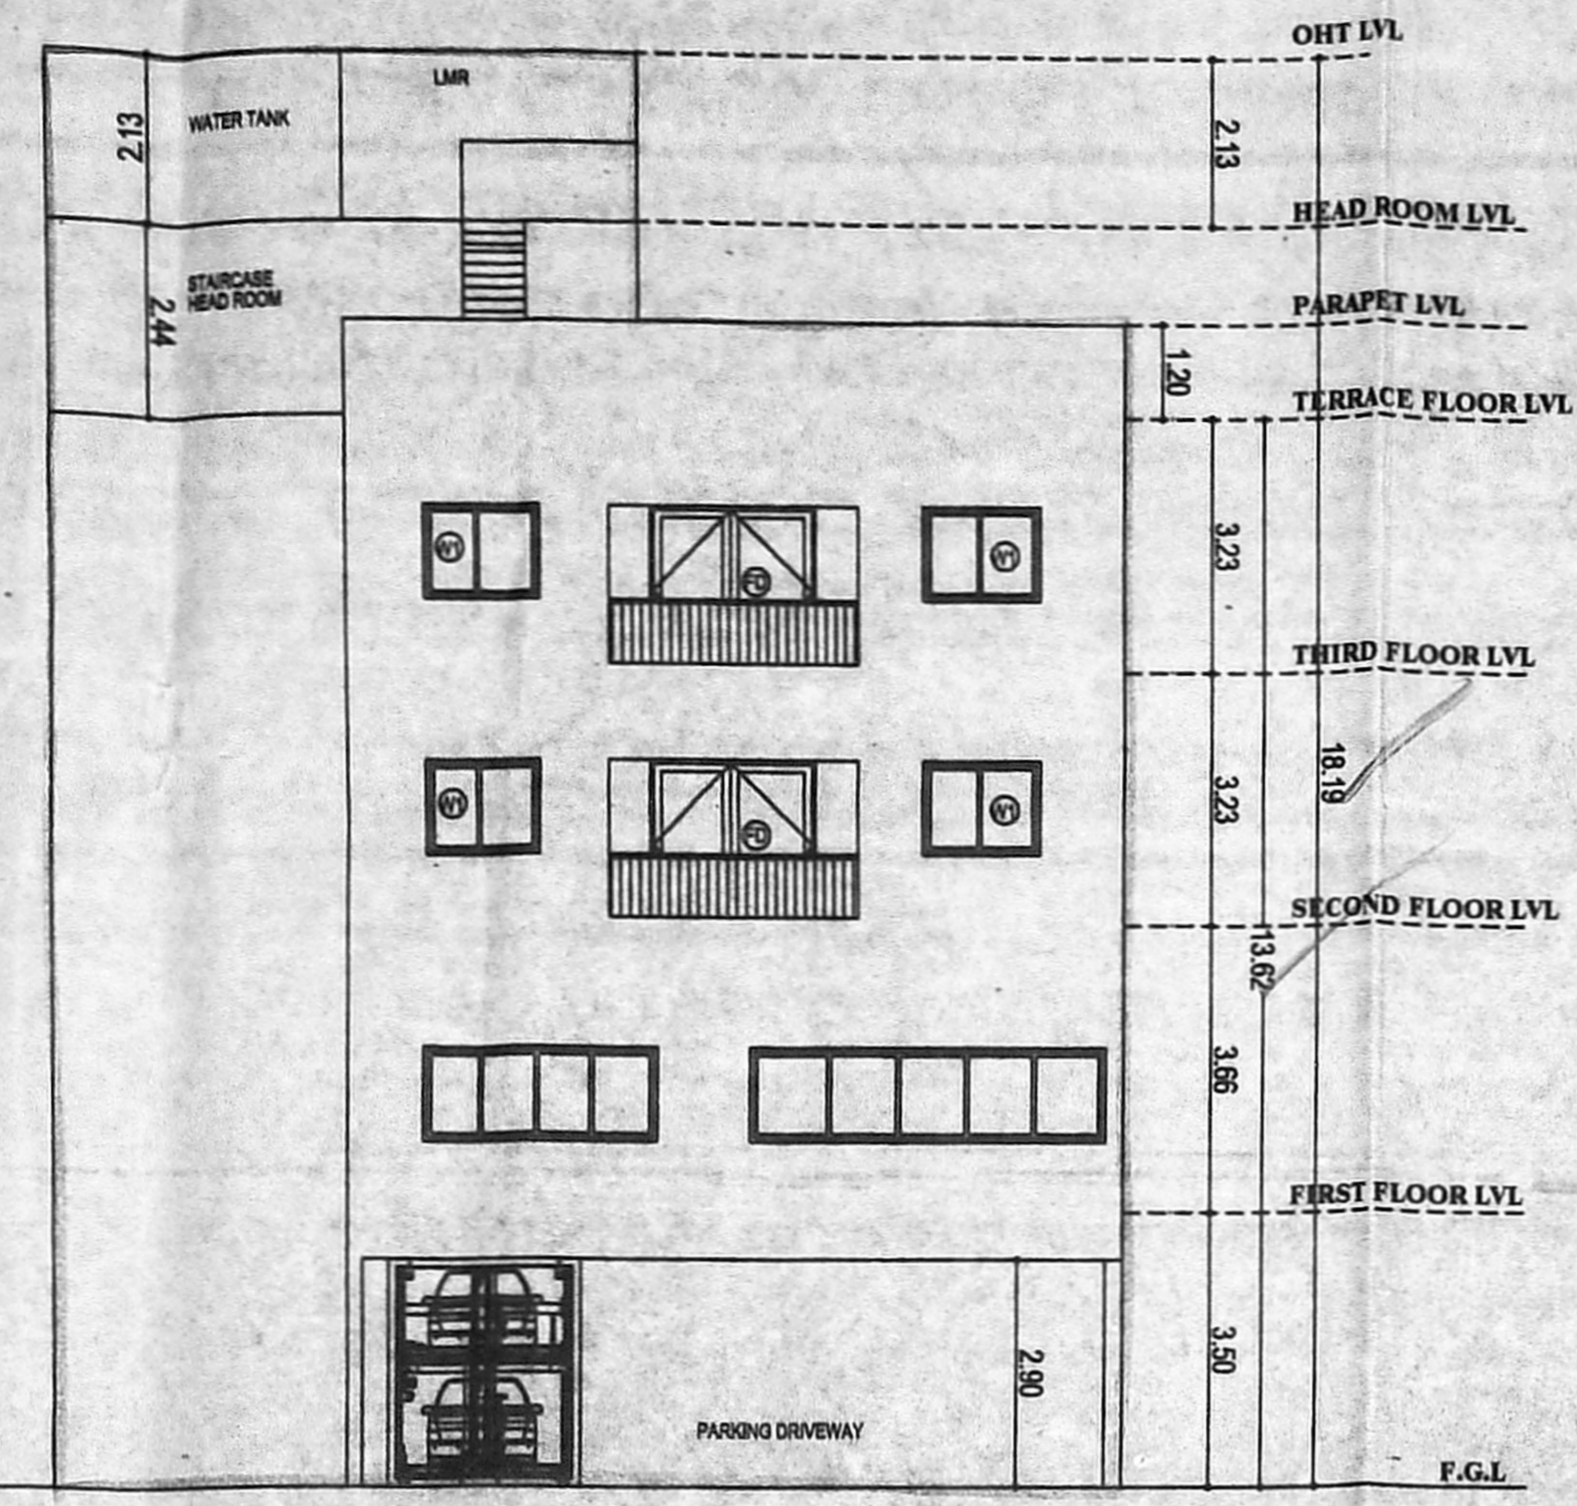 OHT LVL
LMR
WATER TANK
2.13
2.13
HEAD ROOM LVL
STAIRCASE
HEAD ROOM
2.44
PARAPET LVL
1.20
TERRACE FLOOR LVL
W1
FD
W1
3.23
THIRD FLOOR LVL
18.19
W1
FD
W1
3.23
SECOND FLOOR LVL
13.62
3.66
FIRST FLOOR LVL
3.50
2.90
PARKING DRIVEWAY
F.G.L